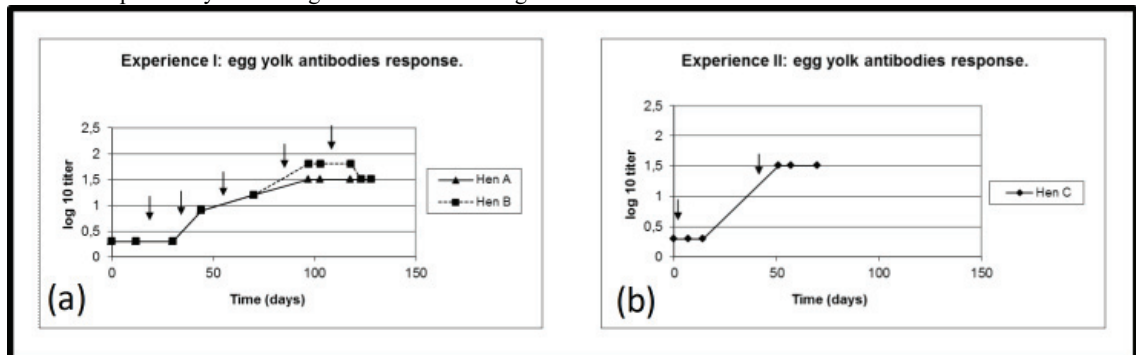 Experience I: egg yolk antibodies response.
2,5
2
1,5
1
0,5
0
0
50
100
150
log 10 titer
Time (days)
Hen A
Hen B
(a)
Experience II: egg yolk antibodies response.
2,5
2
1,5
1
0,5
0
0
50
100
150
log 10 titer
Time (days)
Hen C
(b)